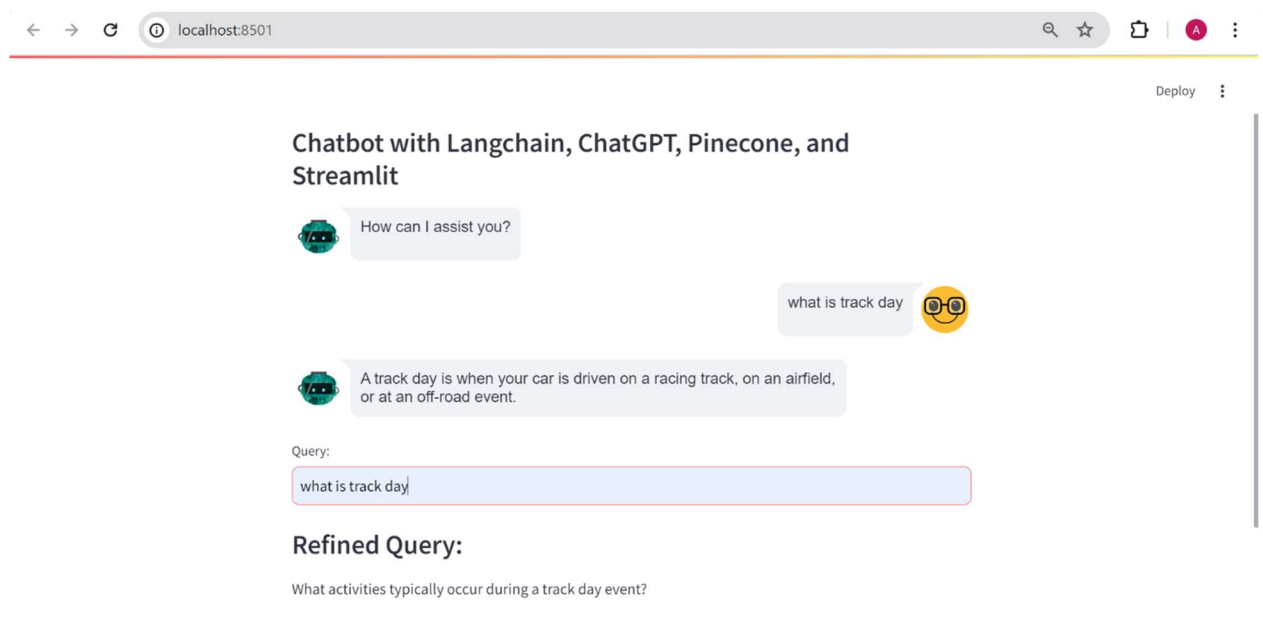 localhost:8501
A
Deploy
Chatbot with Langchain, ChatGPT, Pinecone, and
Streamlit
How can I assist you?
what is track day
A track day is when your car is driven on a racing track, on an airfield,
or at an off-road event.
Query:
what is track day
Refined Query:
What activities typically occur during a track day event?